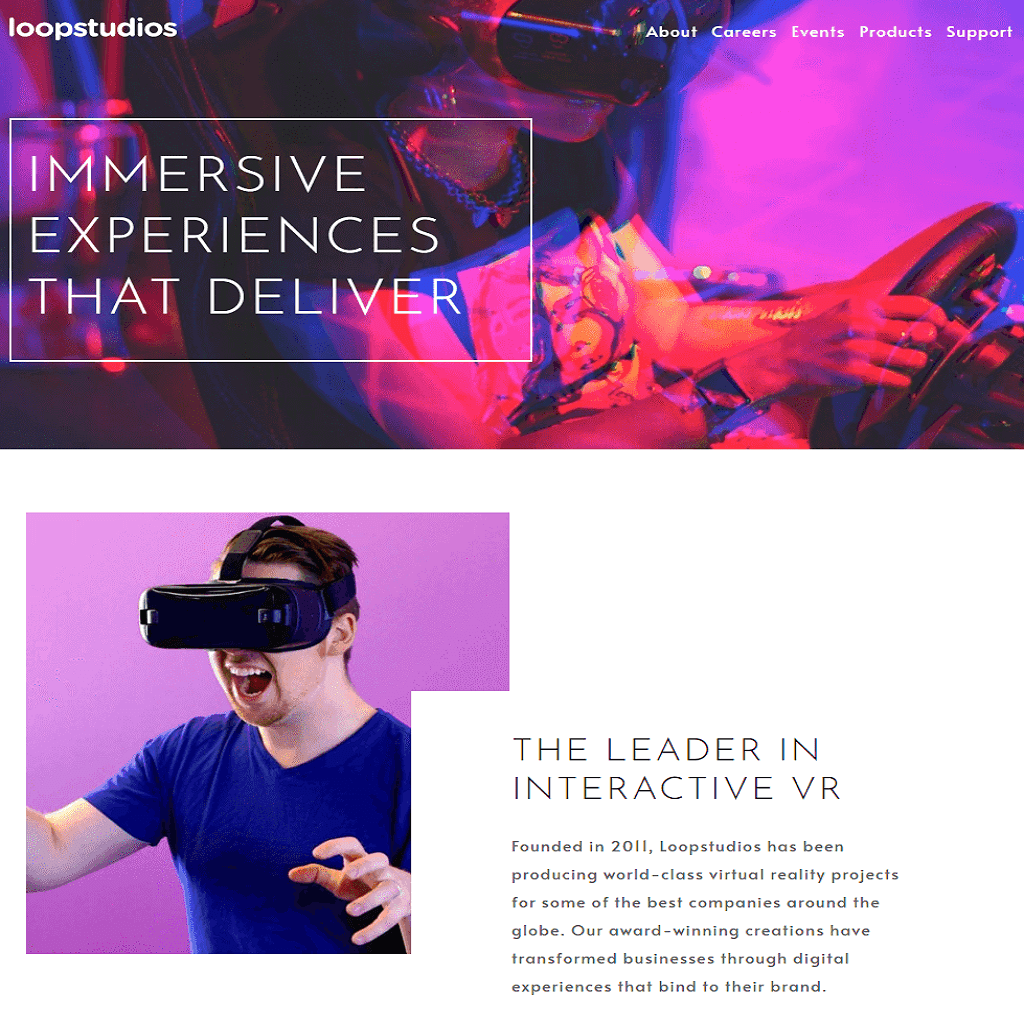 loopstudios
About Careers Events Products Support
IMMERSIVE
EXPERIENCES
THAT DELIVER
THE LEADER IN
INTERACTIVE VR
Founded in 2011, Loopstudios has been
producing world-class virtual reality projects
for some of the best companies around the
globe. Our award-winning creations have
transformed businesses through digital
experiences that bind to their brand.